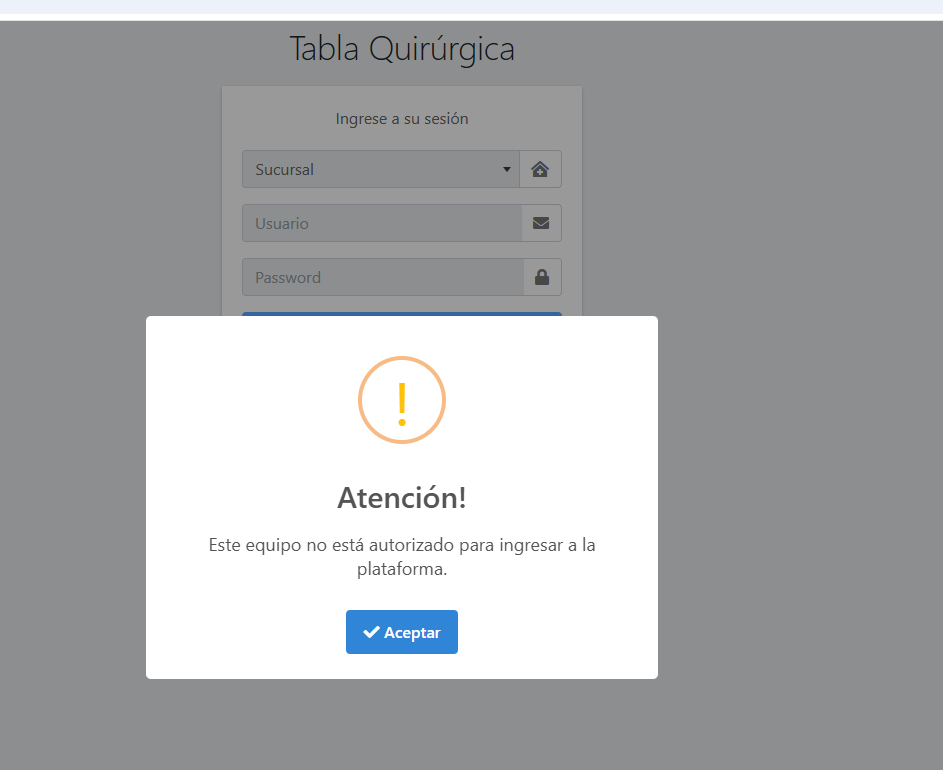 Tabla Quirúrgica
Ingrese a su sesión
Sucursal
Usuario
Password
!
Atención!
Este equipo no está autorizado para ingresar a la
plataforma.
Aceptar